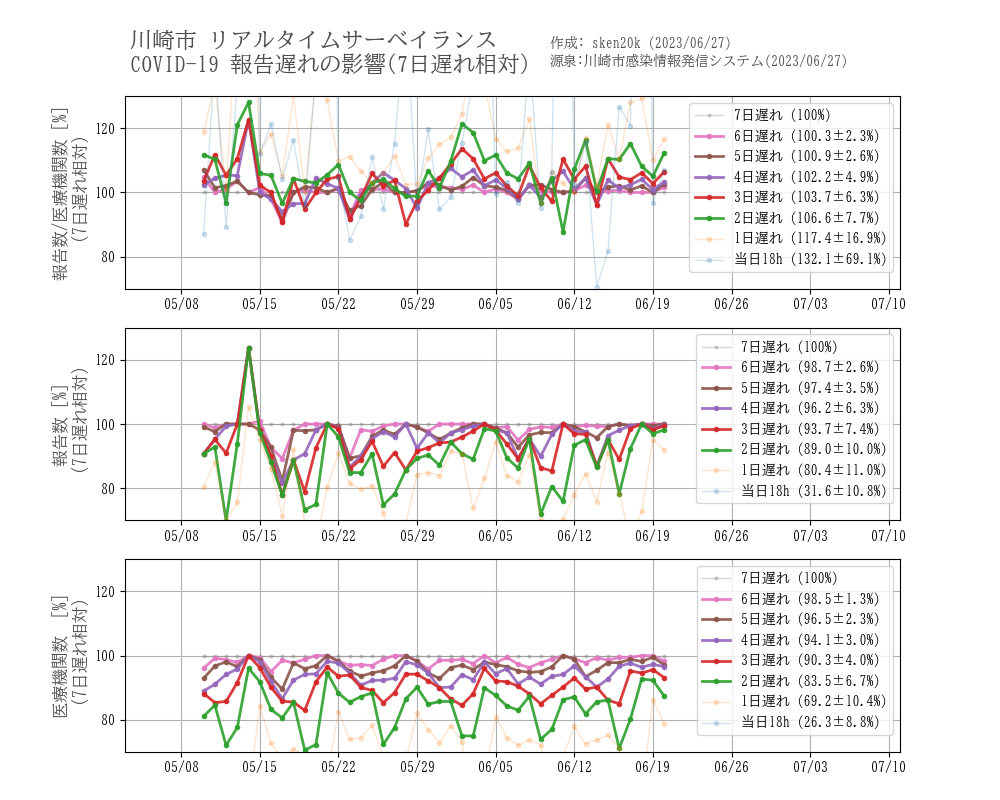 川崎市 リアルタイムサーベイランス
COVID-19 報告遅れの影響(7日遅れ相対)
作成: sken20k (2023/06/27)
源泉:川崎市感染情報発信システム(2023/06/27)
報告数/医療機関数 [%]
(7日遅れ相対)
120
100
80
7日遅れ (100%)
6日遅れ (100.3±2.3%)
5日遅れ (100.9±2.6%)
4日遅れ (102.2±4.9%)
3日遅れ (103.7±6.3%)
2日遅れ (106.6±7.7%)
1日遅れ (117.4±16.9%)
当日18h (132.1±69.1%)
05/08 05/15 05/22 05/29 06/05 06/12 06/19 06/26 07/03 07/10
報告数 [%]
(7日遅れ相対)
120
100
80
7日遅れ (100%)
6日遅れ (98.7±2.6%)
5日遅れ (97.4±3.5%)
4日遅れ (96.2±6.3%)
3日遅れ (93.7±7.4%)
2日遅れ (89.0±10.0%)
1日遅れ (80.4±11.0%)
当日18h (31.6±10.8%)
05/08 05/15 05/22 05/29 06/05 06/12 06/19 06/26 07/03 07/10
医療機関数 [%]
(7日遅れ相対)
120
100
80
7日遅れ (100%)
6日遅れ (98.5±1.3%)
5日遅れ (96.5±2.3%)
4日遅れ (94.1±3.0%)
3日遅れ (90.3±4.0%)
2日遅れ (83.5±6.7%)
1日遅れ (69.2±10.4%)
当日18h (26.3±8.8%)
05/08 05/15 05/22 05/29 06/05 06/12 06/19 06/26 07/03 07/10